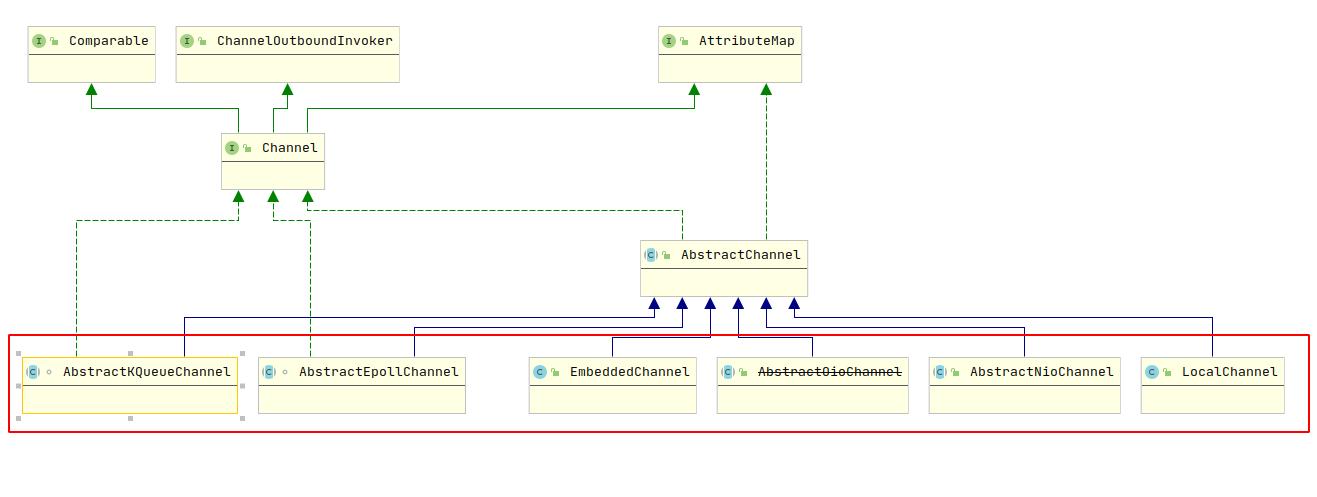 Comparable
ChannelOutboundInvoker
AttributeMap
Channel
AbstractChannel
AbstractKQueueChannel
AbstractEpollChannel
EmbeddedChannel
AbstractOioChannel
AbstractNioChannel
LocalChannel